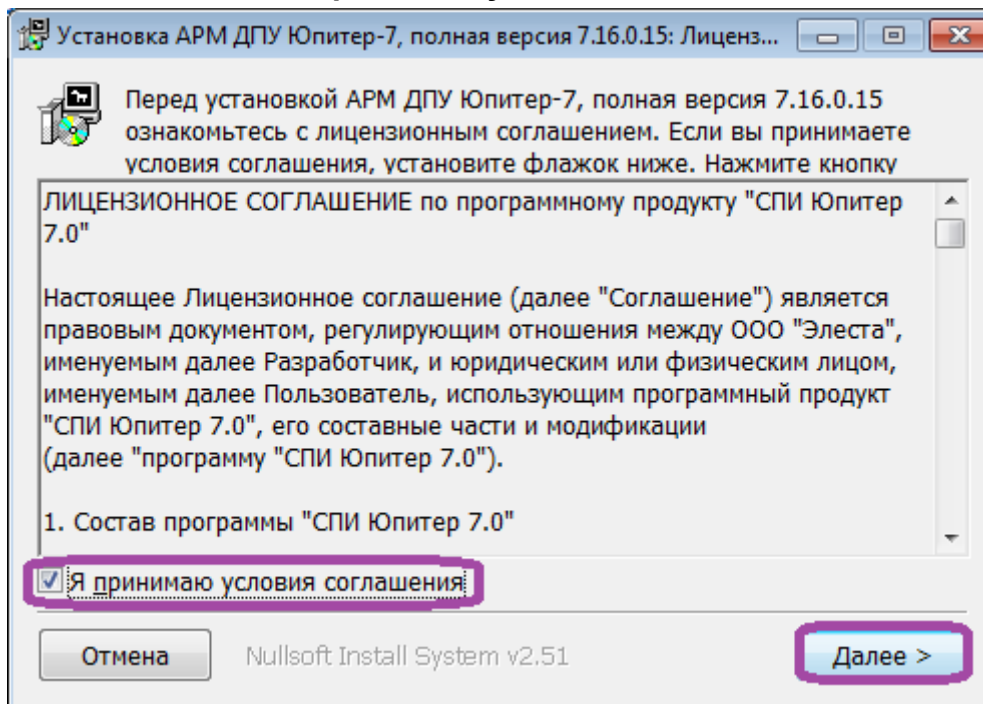 Установка АРМ ДПУ Юпитер-7, полная версия 7.16.0.15: Лиценз...
Перед установкой АРМ ДПУ Юпитер-7, полная версия 7.16.0.15
ознакомьтесь с лицензионным соглашением. Если вы принимаете
условия соглашения, установите флажок ниже. Нажмите кнопку
ЛИЦЕНЗИОННОЕ СОГЛАШЕНИЕ по программному продукту "СПИ Юпитер
7.0"
Настоящее Лицензионное соглашение (далее "Соглашение") является
правовым документом, регулирующим отношения между ООО "Элеста",
именуемым далее Разработчик, и юридическим или физическим лицом,
именуемым далее Пользователь, использующим программный продукт
"СПИ Юпитер 7.0", его составные части и модификации
(далее "программу "СПИ Юпитер 7.0").
1. Состав программы "СПИ Юпитер 7.0"
Я принимаю условия соглашения
Отмена
Nullsoft Install System v2.51
Далее >